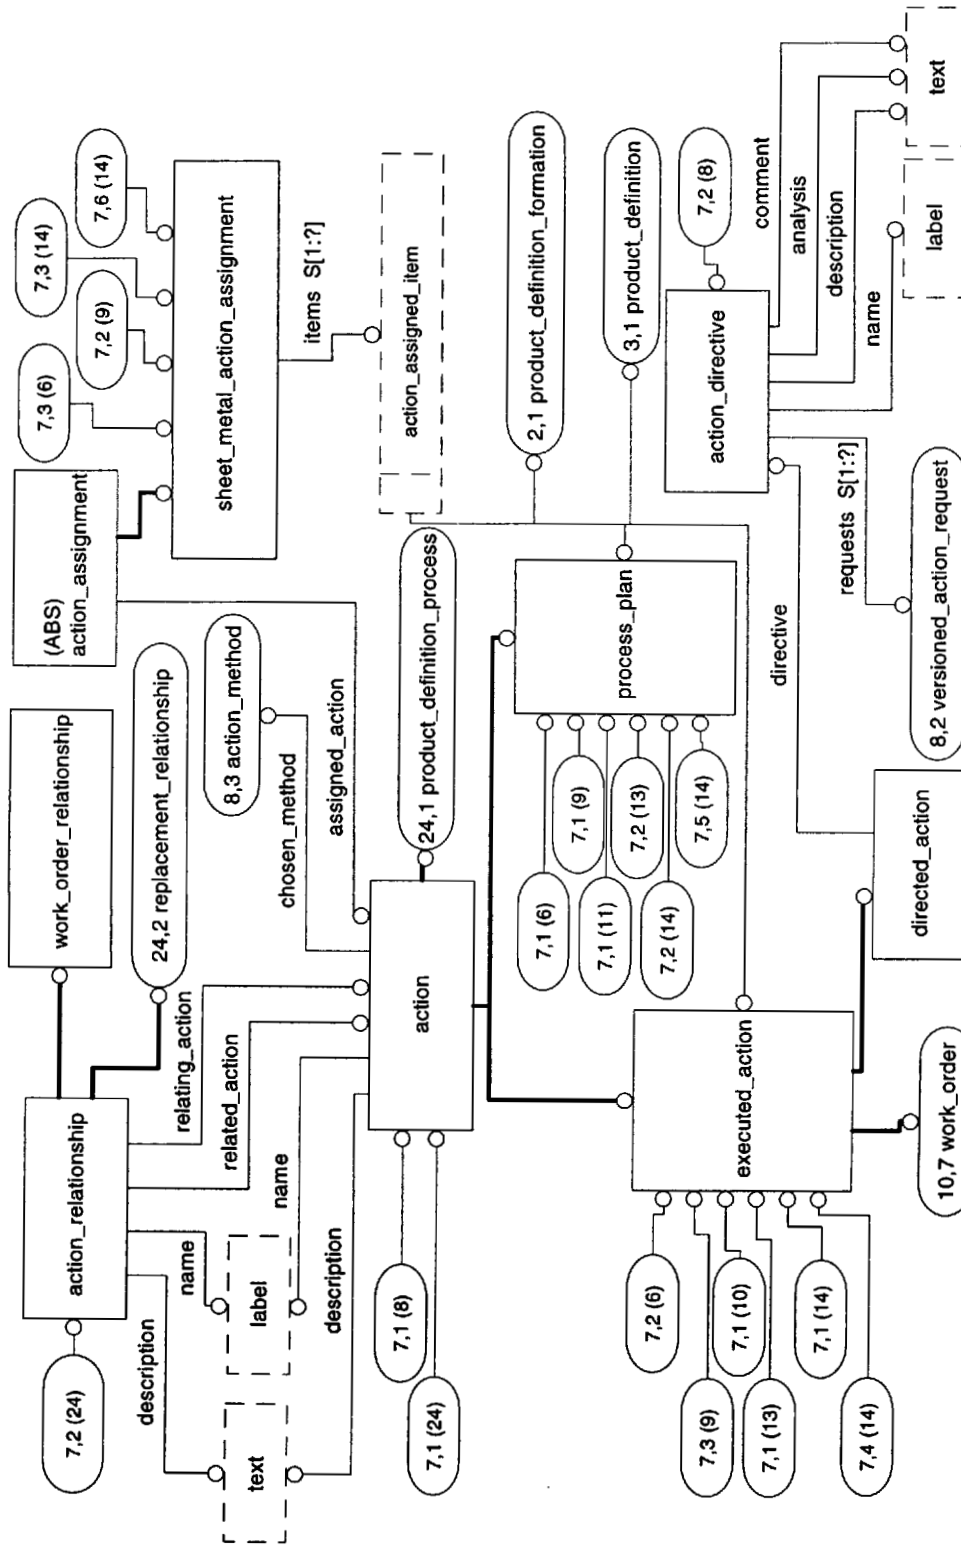 7,2 (24)
action_relationship
work_order_relationship
24,2 replacement_relationship
(ABS)
action_assignment
7,3 (6)
7,2 (9)
7,3 (14)
7,6 (14)
sheet_metal_action_assignment
items S[1:?]
action_assigned_item
description
name
related_action
relating_action
text
label
name
description
chosen_method
8,3 action_method
assigned_action
7,1 (8)
7,1 (24)
action
24,1 product_definition_process
2,1 product_definition_formation
3,1 product_definition
process_plan
7,1 (6)
7,1 (9)
7,1 (11)
7,2 (13)
7,2 (14)
7,5 (14)
executed_action
7,2 (6)
7,3 (9)
7,1 (10)
7,1 (13)
7,1 (14)
7,4 (14)
10,7 work_order
directed_action
directive
action_directive
7,2 (8)
requests S[1:?]
8,2 versioned_action_request
comment
analysis
description
name
label
text